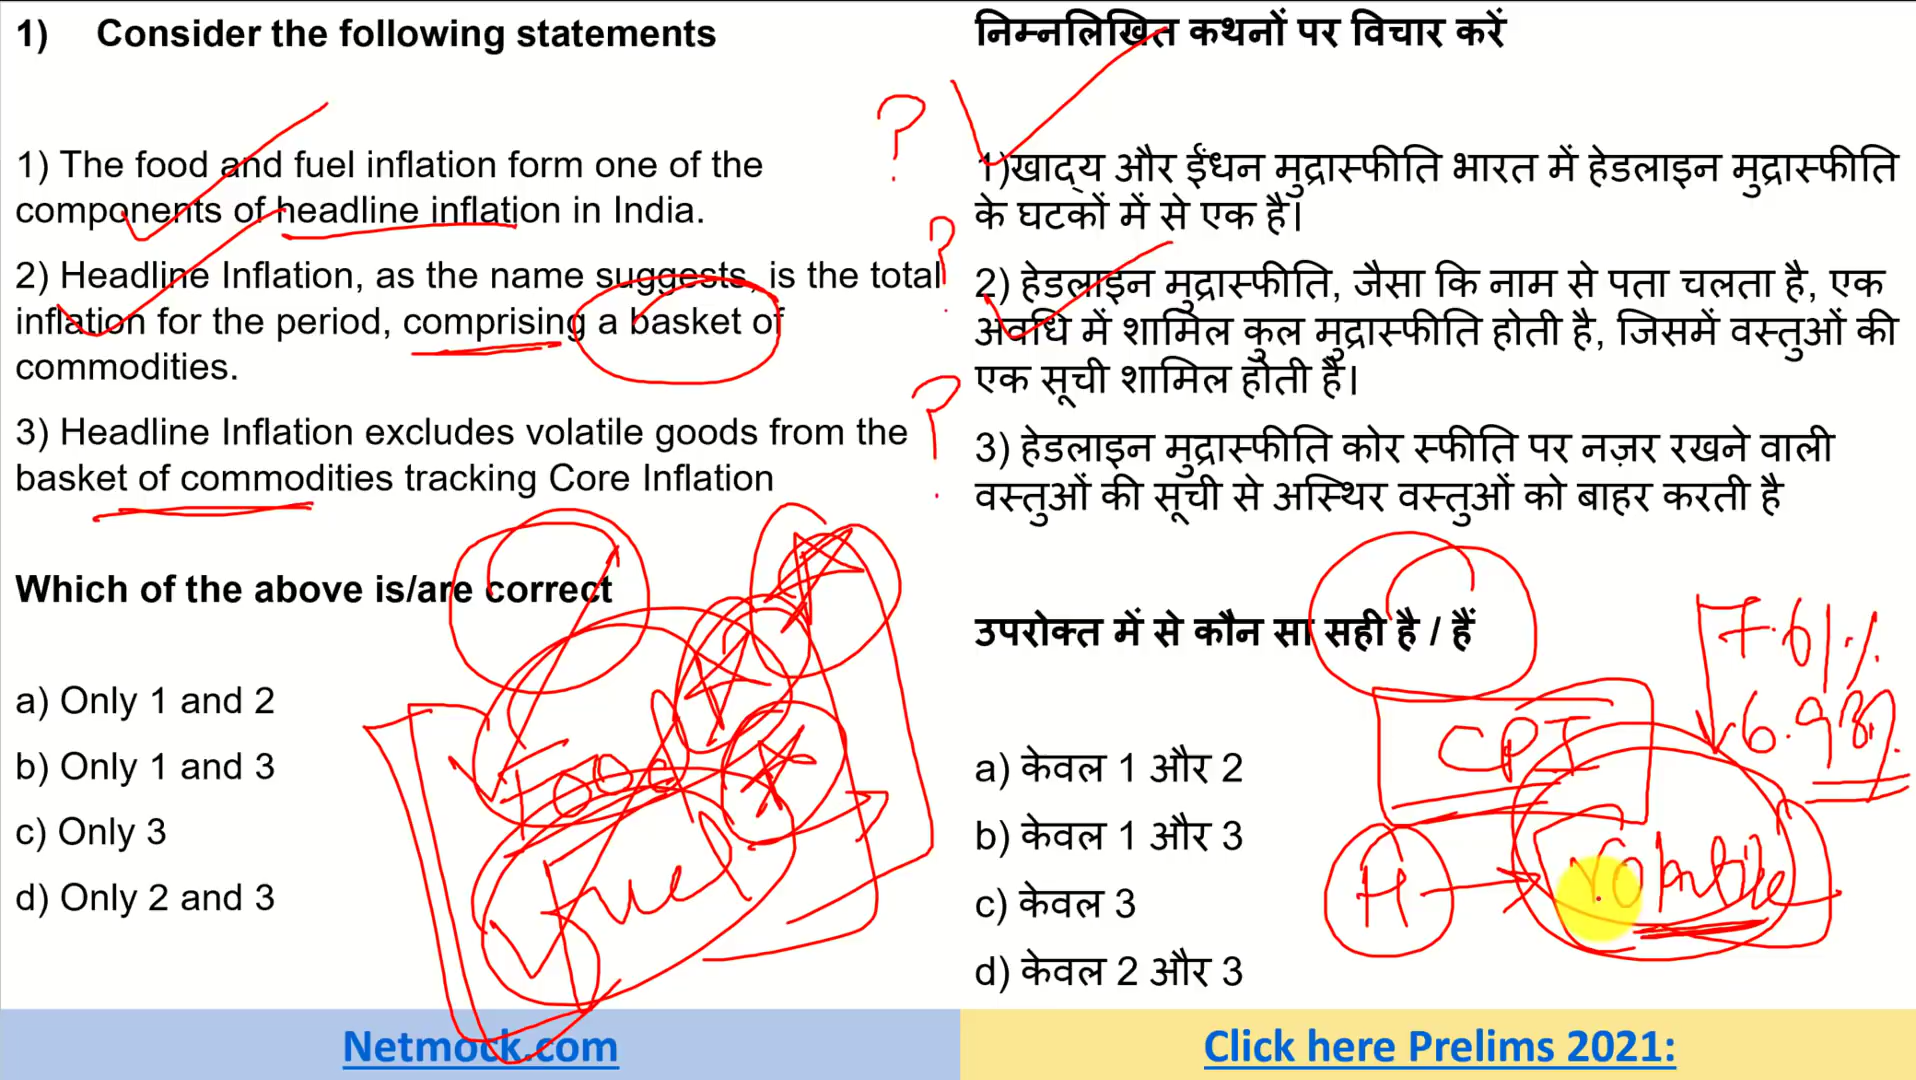 1) Consider the following statements
1) The food and fuel inflation form one of the
components of headline inflation in India.
2) Headline Inflation, as the name suggests, is the total
inflation for the period, comprising a basket of
commodities.
3) Headline Inflation excludes volatile goods from the
basket of commodities tracking Core Inflation
Which of the above is/are correct
a) Only 1 and 2
b) Only 1 and 3
c) Only 3
d) Only 2 and 3
Food
fuel
निम्नलिखित कथनों पर विचार करें
1)खाद्य और ईंधन मुद्रास्फीति भारत में हेडलाइन मुद्रास्फीति
के घटकों में से एक है।
2) हेडलाइन मुद्रास्फीति, जैसा कि नाम से पता चलता है, एक
अवधि में शामिल कुल मुद्रास्फीति होती है, जिसमें वस्तुओं की
एक सूची शामिल होती है।
3) हेडलाइन मुद्रास्फीति कोर स्फीति पर नज़र रखने वाली
वस्तुओं की सूची से अस्थिर वस्तुओं को बाहर करती है
उपरोक्त में से कौन सा सही है / हैं
a) केवल 1 और 2
b) केवल 1 और 3
c) केवल 3
d) केवल 2 और 3
7.61%
6.93%
CPI
H
Volatile
Netmock.com
Click here Prelims 2021: